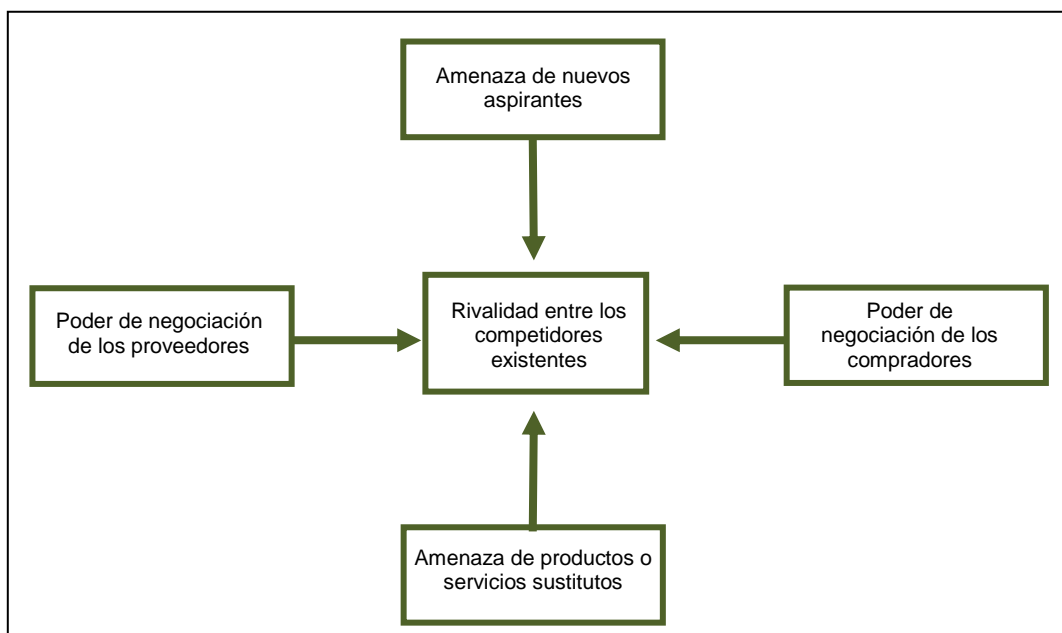 Amenaza de nuevos
aspirantes
Poder de negociación
de los proveedores
Rivalidad entre los
competidores
existentes
Poder de
negociación de los
compradores
Amenaza de productos o
servicios sustitutos